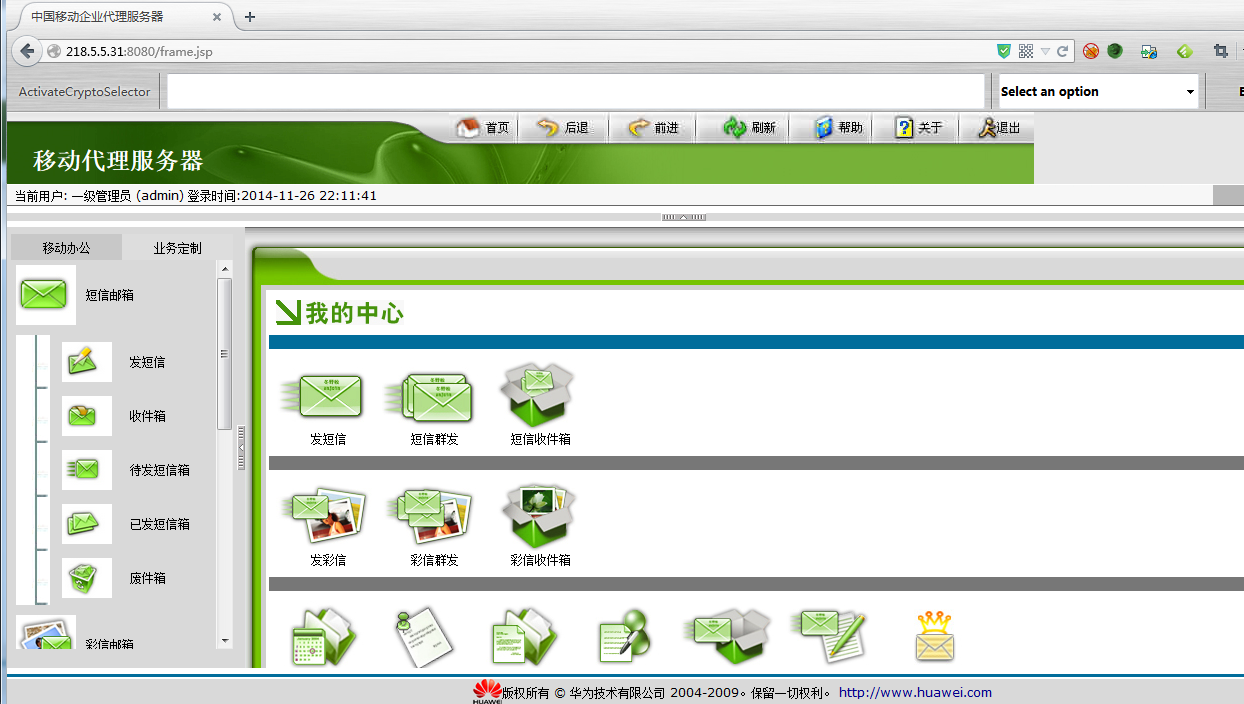 中国移动企业代理服务器
218.5.5.31:8080/frame.jsp
ActivateCryptoSelector
Select an option
首页 后退 前进 刷新 帮助 关于 退出
移动代理服务器
当前用户: 一级管理员 (admin) 登录时间:2014-11-26 22:11:41
移动办公 业务定制
短信邮箱
发短信
收件箱
待发短信箱
已发短信箱
废件箱
彩信邮箱
我的中心
发短信 短信群发 短信收件箱
发彩信 彩信群发 彩信收件箱
HUAWEI
版权所有 © 华为技术有限公司 2004-2009。保留一切权利。 http://www.huawei.com